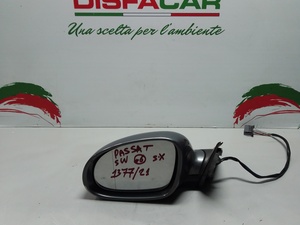 DISFACAR
Una scelta per l'ambiente
PASSAT
SW SX
1377/21